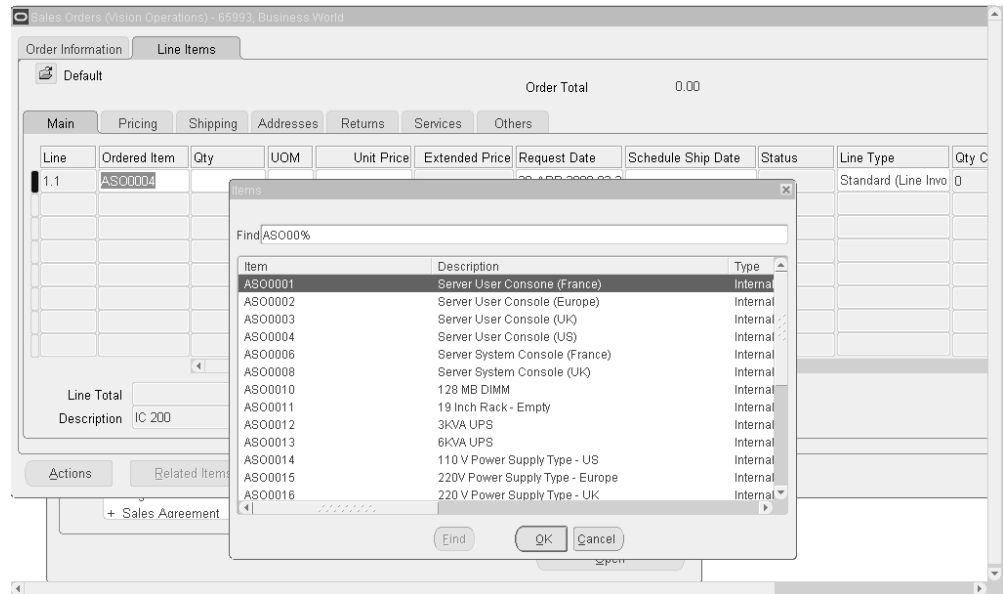 Sales Orders (Vision Operations) - 65993, Business World
Order Information Line Items
Default
Order Total 0.00
Main Pricing Shipping Addresses Returns Services Others
Line Ordered Item Qty UOM Unit Price Extended Price Request Date Schedule Ship Date Status Line Type Qty C
1.1 ASO0004 Standard (Line Invo 0
Items
Find ASO00%
Item Description Type
ASO0001 Server User Consone (France) Internal
ASO0002 Server User Console (Europe) Internal
ASO0003 Server User Console (UK) Internal
ASO0004 Server User Console (US) Internal
ASO0006 Server System Console (France) Internal
ASO0008 Server System Console (UK) Internal
ASO0010 128 MB DIMM Internal
ASO0011 19 Inch Rack - Empty Internal
ASO0012 3KVA UPS Internal
ASO0013 6KVA UPS Internal
ASO0014 110 V Power Supply Type - US Internal
ASO0015 220V Power Supply Type - Europe Internal
ASO0016 220 V Power Supply Type - UK Internal
Line Total
Description IC 200
Actions Related Items
+ Sales Agreement
Find OK Cancel
Open